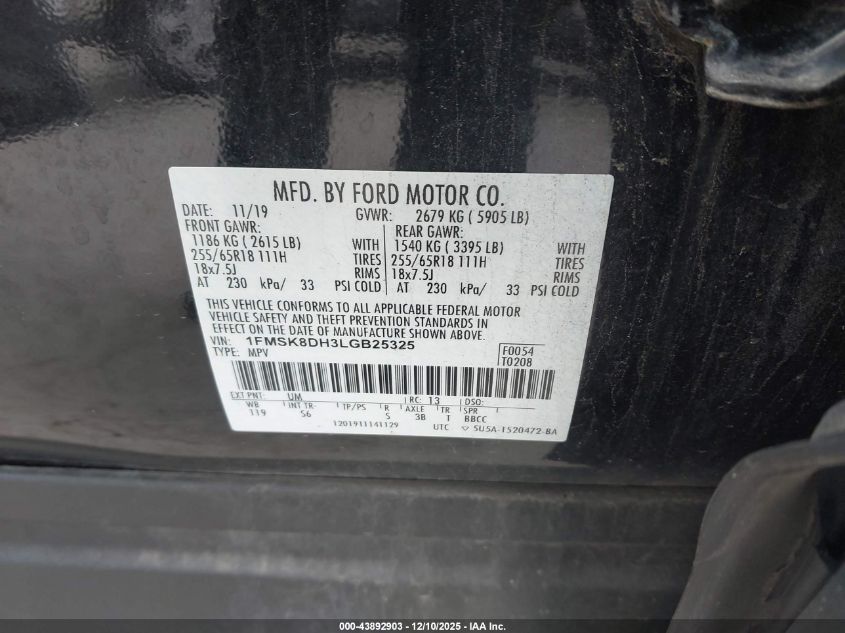 MFD. BY FORD MOTOR CO.
DATE: 11/19 GVWR: 2679 KG ( 5905 LB)
FRONT GAWR: REAR GAWR:
1186 KG ( 2615 LB) WITH 1540 KG ( 3395 LB) WITH
255/65R18 111H TIRES 255/65R18 111H TIRES
18x7.5J RIMS 18x7.5J RIMS
AT 230 kPa/ 33 PSI COLD AT 230 kPa/ 33 PSI COLD
THIS VEHICLE CONFORMS TO ALL APPLICABLE FEDERAL MOTOR
VEHICLE SAFETY AND THEFT PREVENTION STANDARDS IN
EFFECT ON THE DATE OF MANUFACTURE SHOWN ABOVE.
VIN: 1FMSK8DH3LGB25325 F0054
TYPE: MPV T0208
EXT PNT: UM RC: 13 DSO:
WB INT TR TP/PS R AXLE TR SPR
119 S6 S 3B T BBCC
1201911141129 UTC ▽ 5U5A-1520472-BA
000-43892903 - 12/10/2025 - IAA Inc.